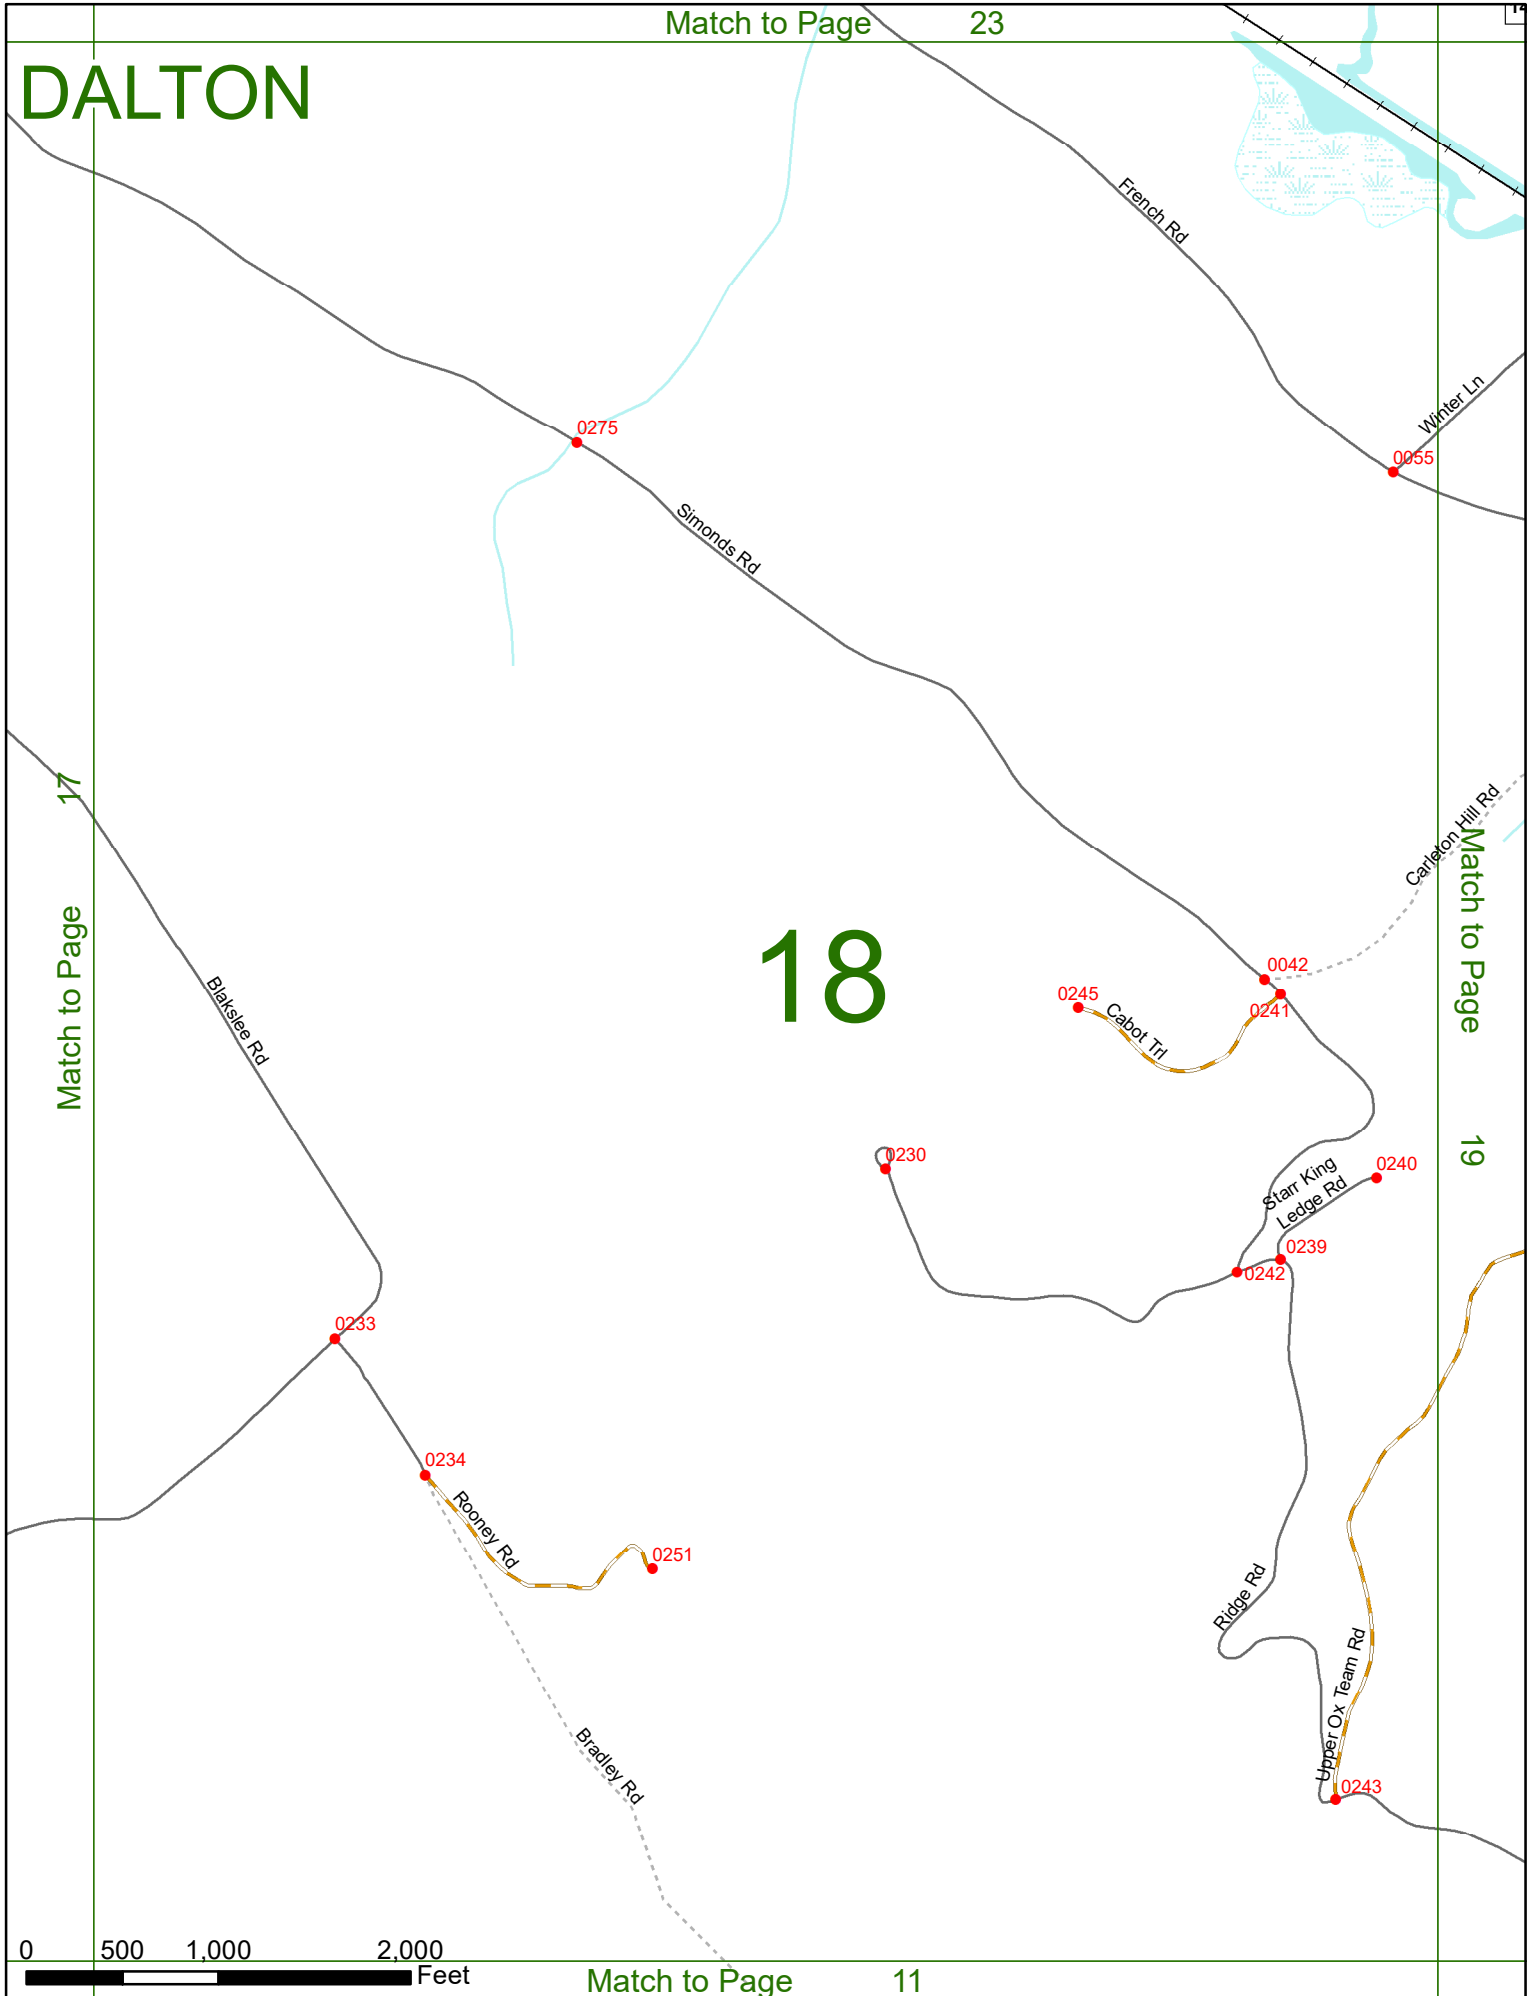 Match to Page 23
DALTON
French Rd
Winter Ln
0275
0055
Simonds Rd
17
Match to Page
Carleton Hill Rd
Match to Page
19
18
0042
0245
0241
Cabot Trl
Blakslee Rd
0230
Starr King
Ledge Rd
0240
0239
0242
0233
0234
Rooney Rd
0251
Ridge Rd
Upper Ox Team Rd
Bradley Rd
0243
0 500 1,000 2,000
Feet
Match to Page 11